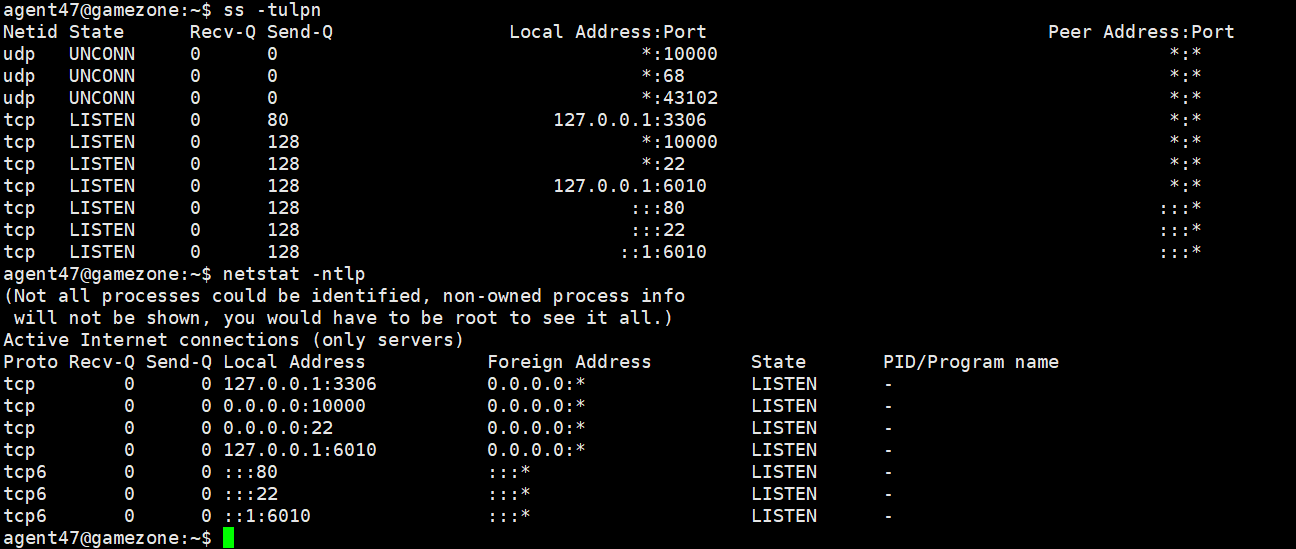 agent47@gamezone:~$ ss -tulpn
Netid State      Recv-Q Send-Q                Local Address:Port                               Peer Address:Port
udp   UNCONN     0      0                                 *:10000                                         *:*
udp   UNCONN     0      0                                 *:68                                            *:*
udp   UNCONN     0      0                                 *:43102                                         *:*
tcp   LISTEN     0      80                        127.0.0.1:3306                                          *:*
tcp   LISTEN     0      128                               *:10000                                         *:*
tcp   LISTEN     0      128                               *:22                                            *:*
tcp   LISTEN     0      128                       127.0.0.1:6010                                          *:*
tcp   LISTEN     0      128                              :::80                                           :::*
tcp   LISTEN     0      128                              :::22                                           :::*
tcp   LISTEN     0      128                             ::1:6010                                         :::*
agent47@gamezone:~$ netstat -ntlp
(Not all processes could be identified, non-owned process info
 will not be shown, you would have to be root to see it all.)
Active Internet connections (only servers)
Proto Recv-Q Send-Q Local Address           Foreign Address         State       PID/Program name
tcp        0      0 127.0.0.1:3306          0.0.0.0:*               LISTEN      -
tcp        0      0 0.0.0.0:10000           0.0.0.0:*               LISTEN      -
tcp        0      0 0.0.0.0:22              0.0.0.0:*               LISTEN      -
tcp        0      0 127.0.0.1:6010          0.0.0.0:*               LISTEN      -
tcp6       0      0 :::80                   :::*                    LISTEN      -
tcp6       0      0 :::22                   :::*                    LISTEN      -
tcp6       0      0 ::1:6010                :::*                    LISTEN      -
agent47@gamezone:~$